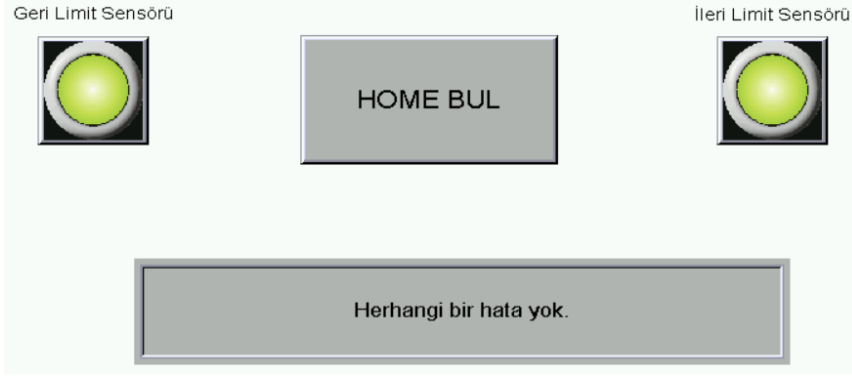 Geri Limit Sensörü
İleri Limit Sensörü
HOME BUL
Herhangi bir hata yok.